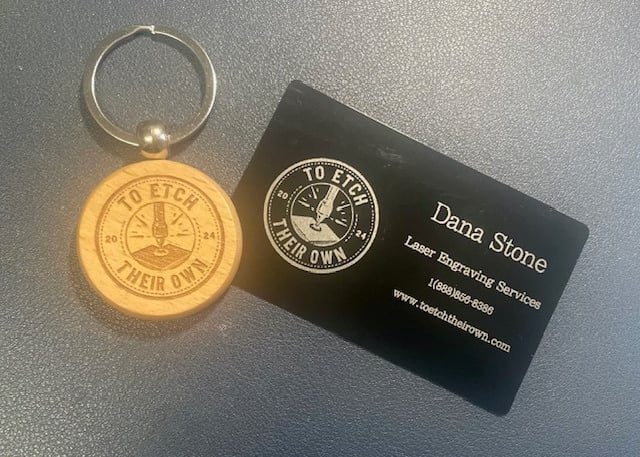 TO ETCH
20 24
THEIR OWN
TO ETCH
20 24
THEIR OWN
Dana Stone
Laser Engraving Services
1(888)856-8386
www.toetchtheirown.com